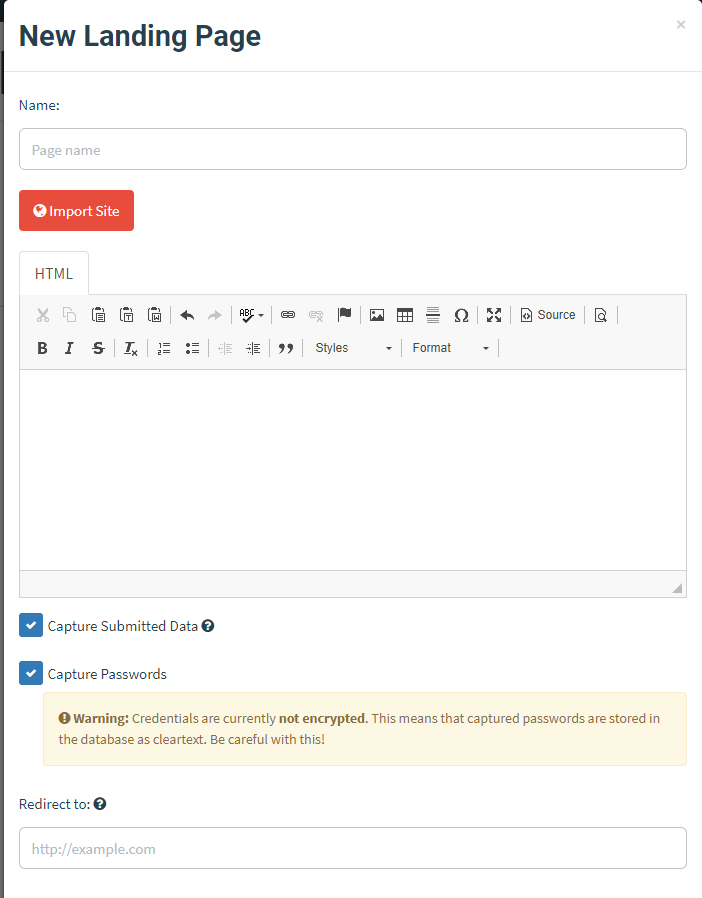 New Landing Page
×
Name:
Page name
Import Site
HTML
ABC
Source
B I S Tx
Styles
Format
Capture Submitted Data
Capture Passwords
Warning: Credentials are currently not encrypted. This means that captured passwords are stored in
the database as cleartext. Be careful with this!
Redirect to:
http://example.com